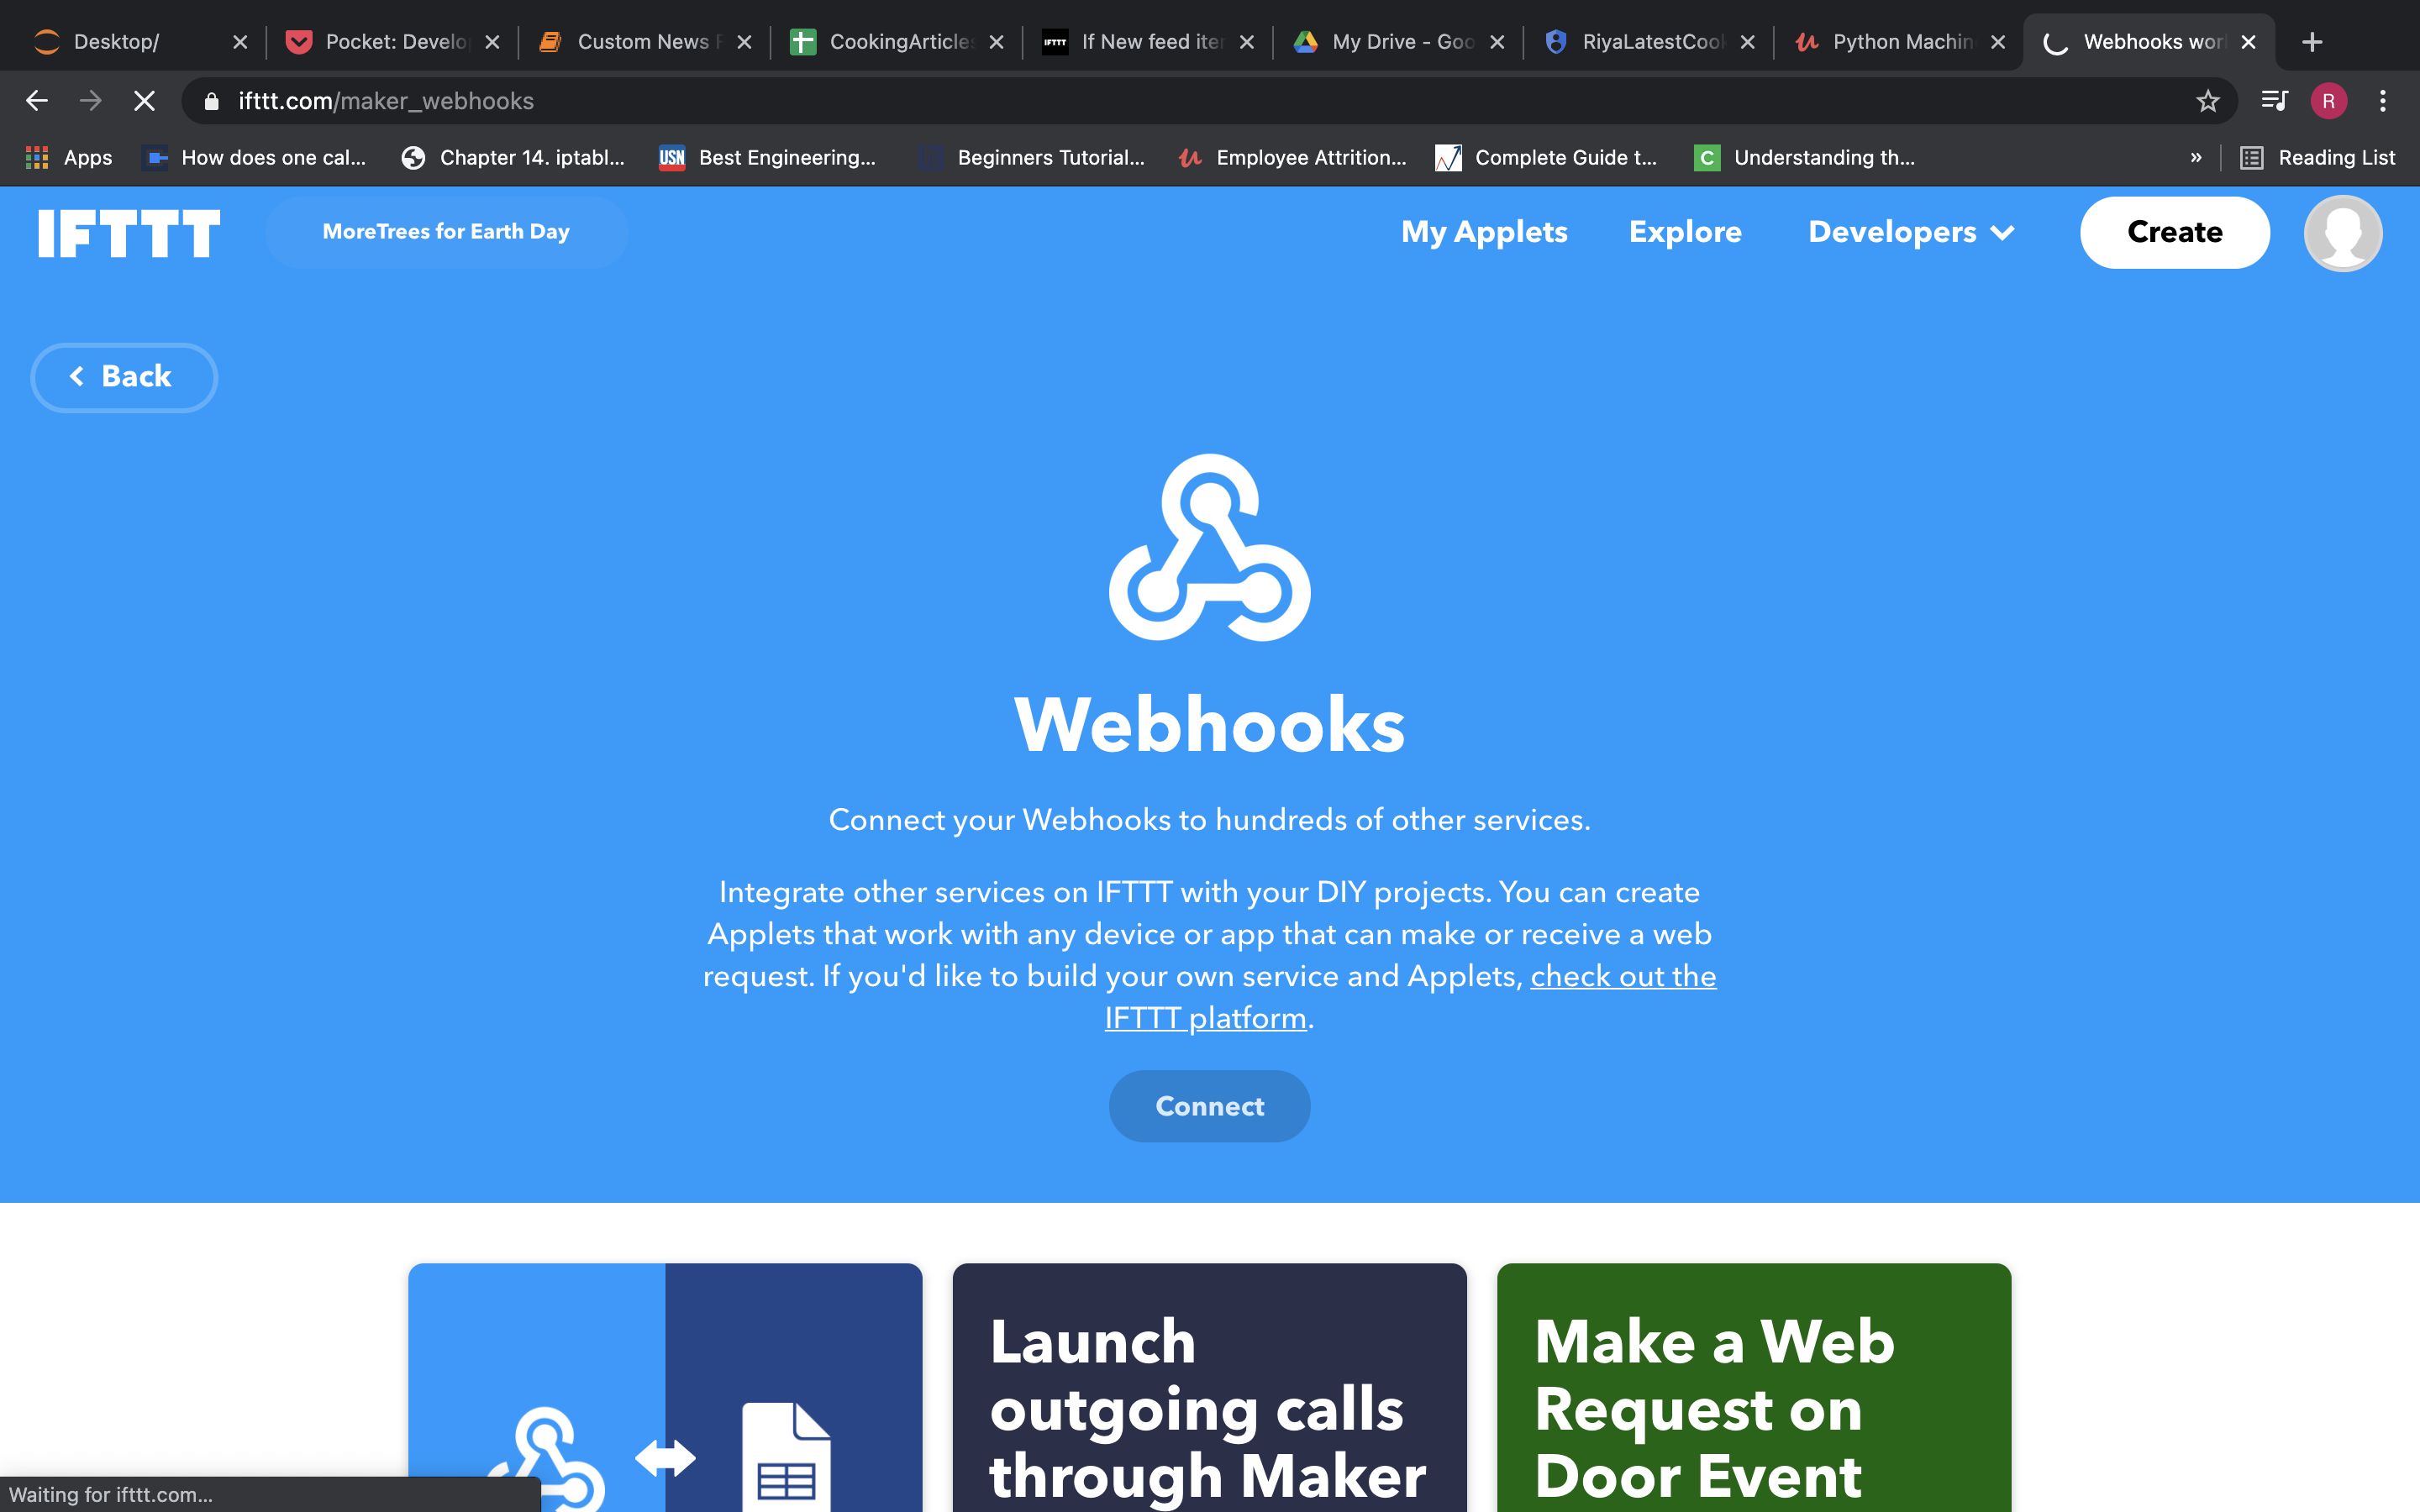 Desktop/
Pocket: Develo
Custom News F
CookingArticles
IFTTT
If New feed iter
My Drive - Goo
RiyaLatestCook
Python Machin
Webhooks wor
ifttt.com/maker_webhooks
R
Apps
How does one cal...
Chapter 14. iptabl...
USN
Best Engineering...
Beginners Tutorial...
Employee Attrition...
Complete Guide t...
C
Understanding th...
»
Reading List
IFTTT
MoreTrees for Earth Day
My Applets
Explore
Developers
Create
Back
Webhooks
Connect your Webhooks to hundreds of other services.
Integrate other services on IFTTT with your DIY projects. You can create
Applets that work with any device or app that can make or receive a web
request. If you'd like to build your own service and Applets, check out the
IFTTT platform.
Connect
Launch
outgoing calls
through Maker
Make a Web
Request on
Door Event
Waiting for ifttt.com...